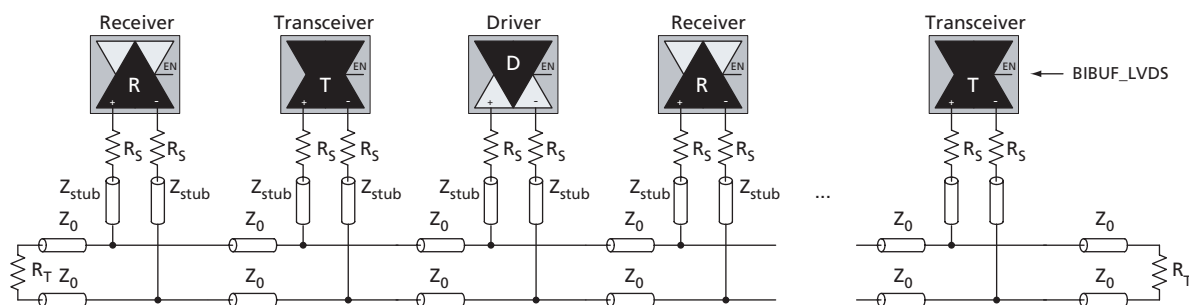 Receiver Transceiver Driver Receiver Transceiver
EN EN D EN EN EN BIBUF_LVDS
R T R T
+ - + - + - + - + -
R_S R_S R_S R_S R_S R_S R_S R_S R_S R_S
Z_stub Z_stub Z_stub Z_stub Z_stub Z_stub Z_stub ...
Z_0 Z_0 Z_0 Z_0 Z_0 Z_0
R_T Z_0 Z_0 Z_0 Z_0 Z_0 Z_0 R_T